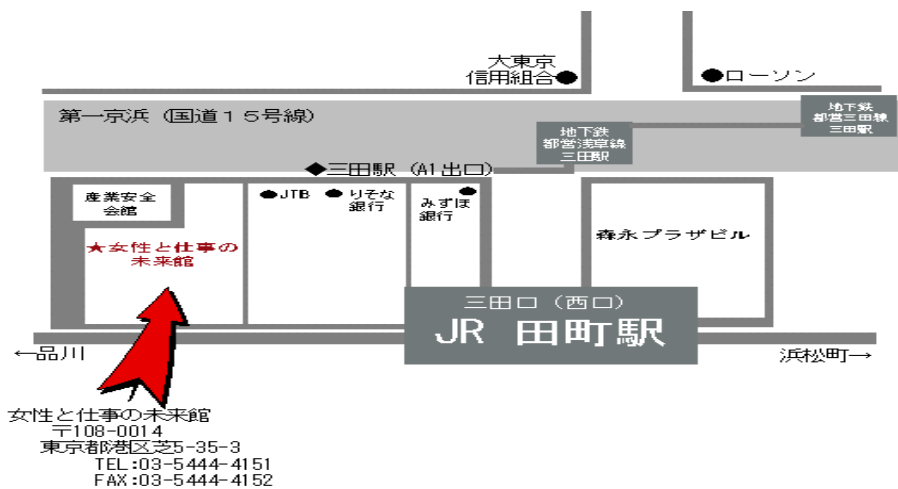 大東京
信用組合●
●ローソン
第一京浜（国道１５号線）
地下鉄
都営三田線
三田駅
地下鉄
都営浅草線
三田駅
◆三田駅（A1出口）
産業安全
会館
●JTB
●りそな
銀行
●
みずほ
銀行
★女性と仕事の
未来館
森永プラザビル
三田口（西口）
JR 田町駅
←品川
浜松町→
女性と仕事の未来館
〒108-0014
東京都港区芝5-35-3
TEL:03-5444-4151
FAX:03-5444-4152